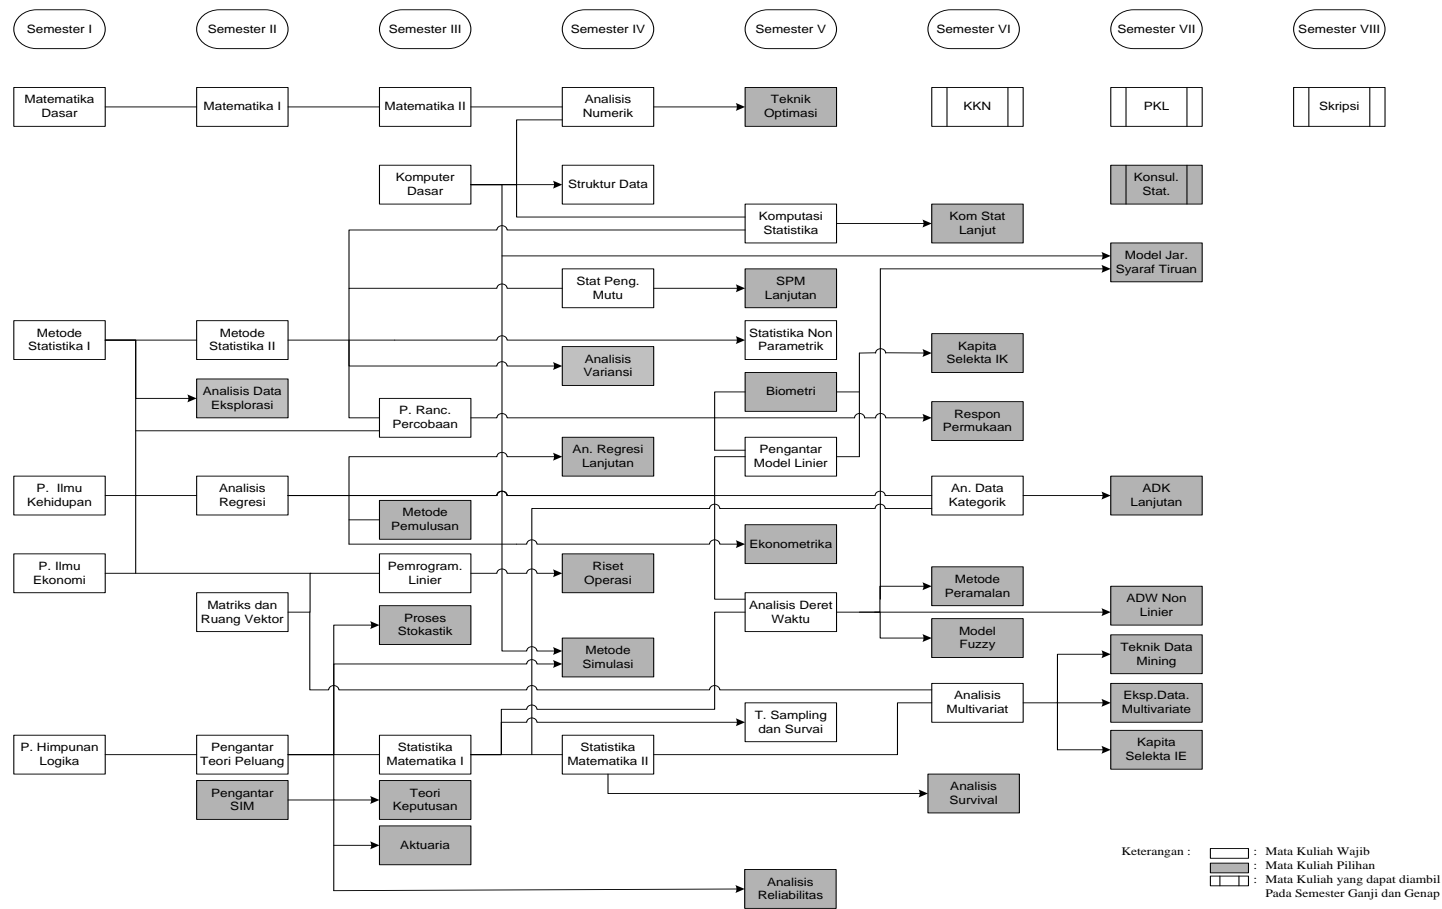 Semester I
Semester II
Semester III
Semester IV
Semester V
Semester VI
Semester VII
Semester VIII
Matematika
Dasar
Matematika I
Matematika II
Analisis
Numerik
Teknik
Optimasi
KKN
PKL
Skripsi
Komputer
Dasar
Struktur Data
Konsul.
Stat.
Komputasi
Statistika
Kom Stat
Lanjut
Model Jar.
Syaraf Tiruan
Stat Peng.
Mutu
SPM
Lanjutan
Metode
Statistika I
Metode
Statistika II
Statistika Non
Parametrik
Kapita
Selekta IK
Analisis
Variansi
Analisis Data
Eksplorasi
Biometri
P. Ranc.
Percobaan
Respon
Permukaan
An. Regresi
Lanjutan
Pengantar
Model Linier
P. Ilmu
Kehidupan
Analisis
Regresi
An. Data
Kategorik
ADK
Lanjutan
Metode
Pemulusan
Ekonometrika
P. Ilmu
Ekonomi
Pemrogram.
Linier
Riset
Operasi
Metode
Peramalan
Matriks dan
Ruang Vektor
Proses
Stokastik
Analisis Deret
Waktu
ADW Non
Linier
Model
Fuzzy
Metode
Simulasi
Teknik Data
Mining
Analisis
Multivariat
Eksp.Data.
Multivariate
T. Sampling
dan Survai
P. Himpunan
Logika
Pengantar
Teori Peluang
Statistika
Matematika I
Statistika
Matematika II
Kapita
Selekta IE
Pengantar
SIM
Teori
Keputusan
Analisis
Survival
Aktuaria
Analisis
Reliabilitas
Keterangan :
: Mata Kuliah Wajib
: Mata Kuliah Pilihan
: Mata Kuliah yang dapat diambil
Pada Semester Ganji dan Genap